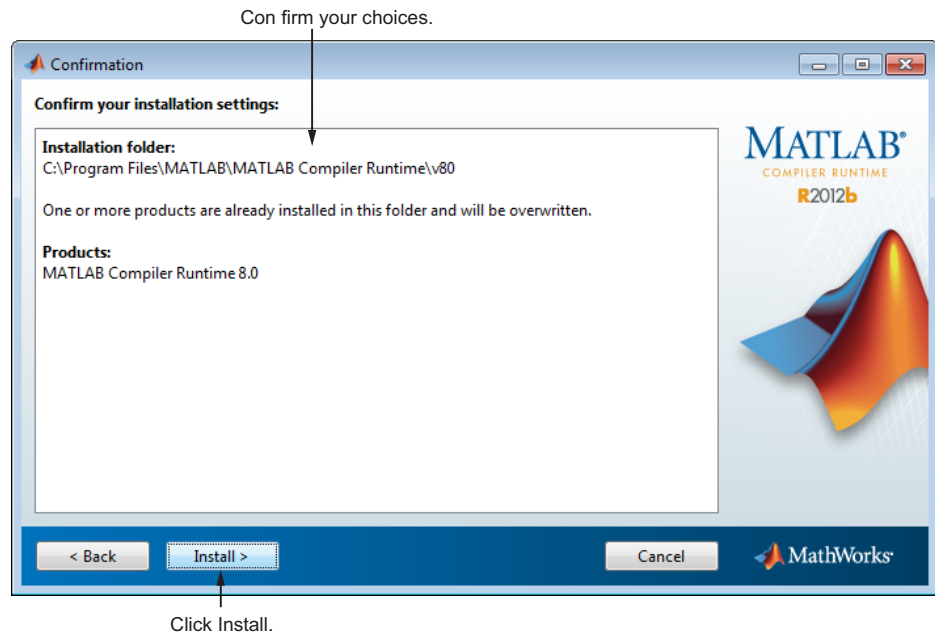 Con firm your choices.
Confirmation
Confirm your installation settings:
Installation folder:
C:\Program Files\MATLAB\MATLAB Compiler Runtime\v80
One or more products are already installed in this folder and will be overwritten.
Products:
MATLAB Compiler Runtime 8.0
MATLAB®
COMPILER RUNTIME
R2012b
< Back
Install >
Cancel
MathWorks®
Click Install.